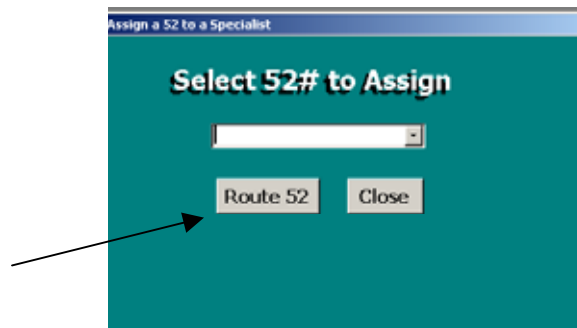 Assign a 52 to a Specialist
Select 52# to Assign
Route 52 Close